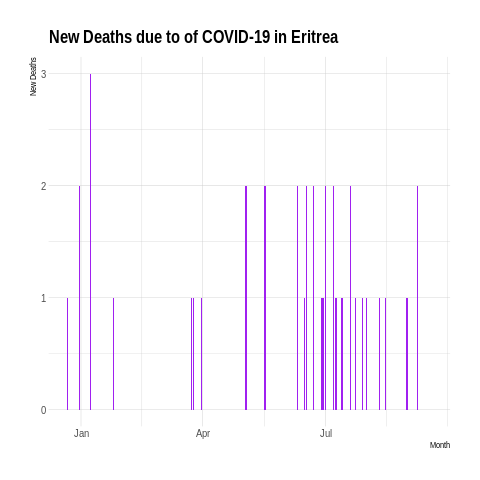 New Deaths due to of COVID-19 in Eritrea
New Deaths
3
2
1
0
Jan Apr Jul
Month